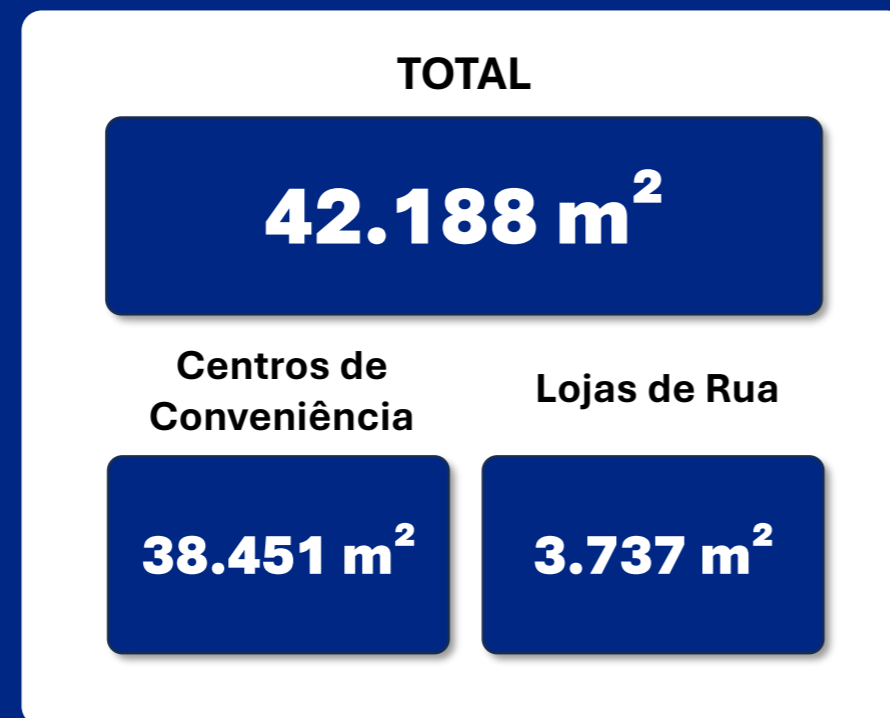 TOTAL
42.188 m²
Centros de
Conveniência
Lojas de Rua
38.451 m²
3.737 m²